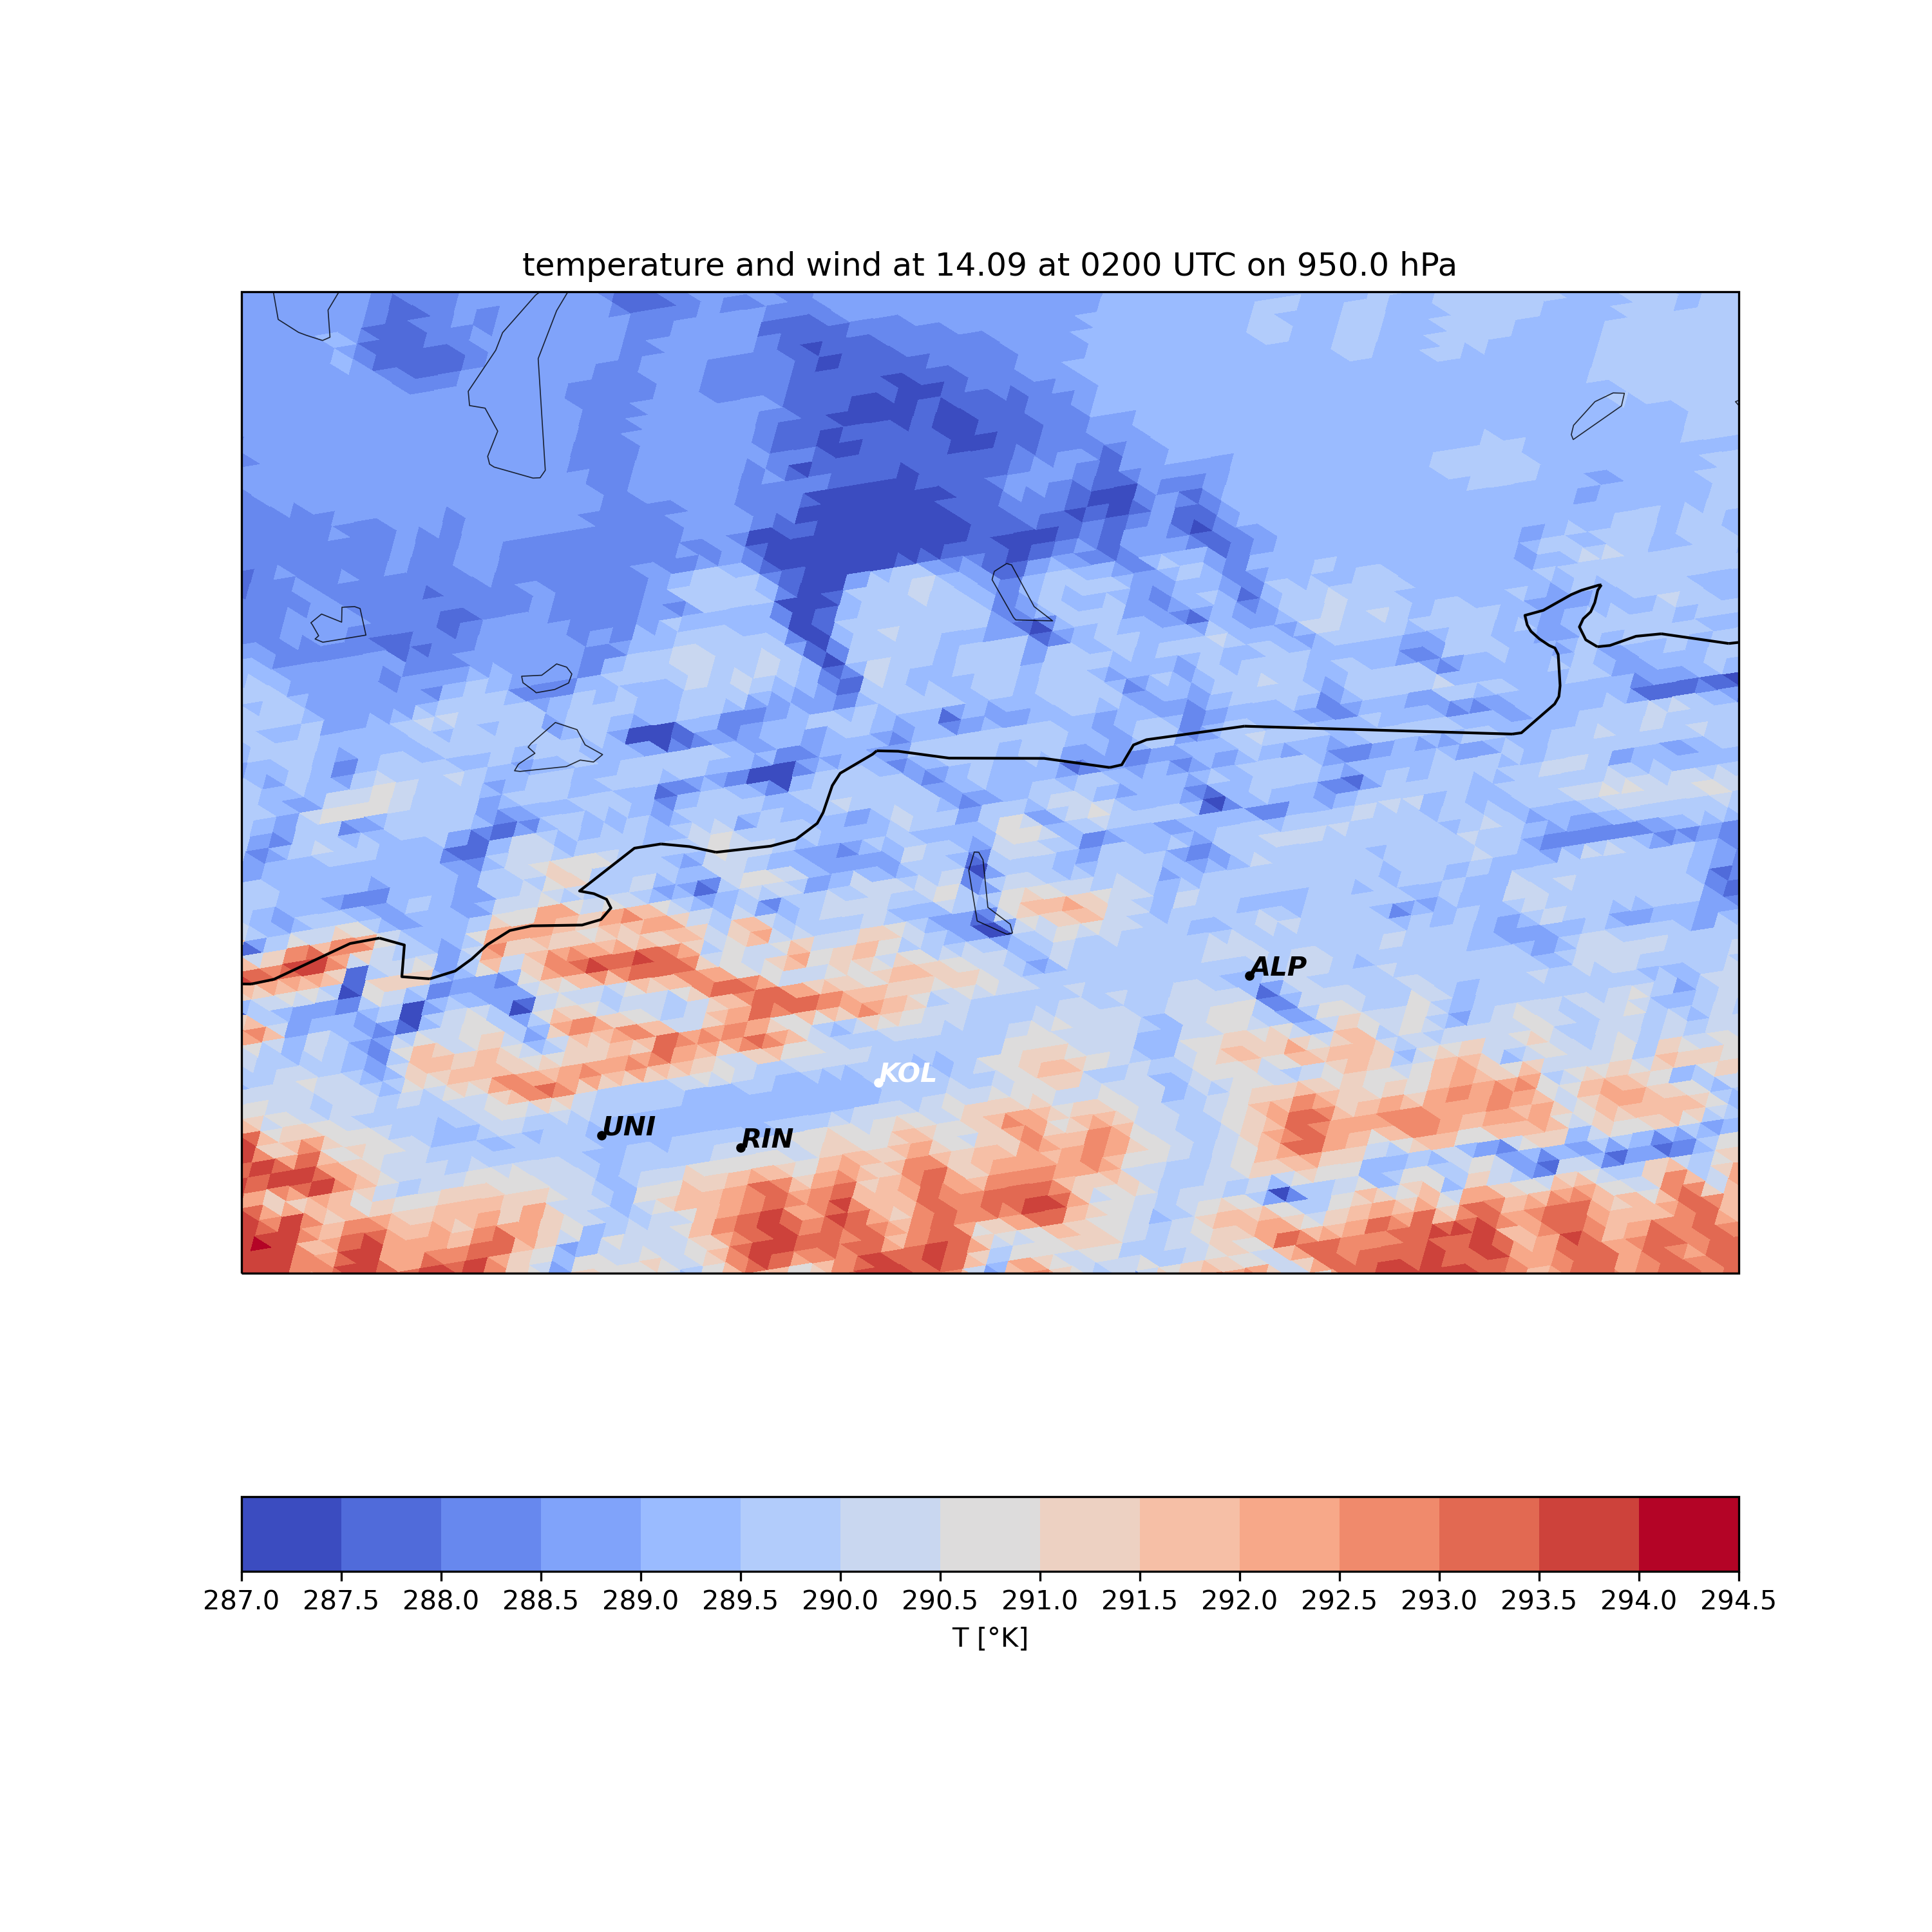 temperature and wind at 14.09 at 0200 UTC on 950.0 hPa
ALP
KOL
UNI
RIN
287.0 287.5 288.0 288.5 289.0 289.5 290.0 290.5 291.0 291.5 292.0 292.5 293.0 293.5 294.0 294.5
T [°K]